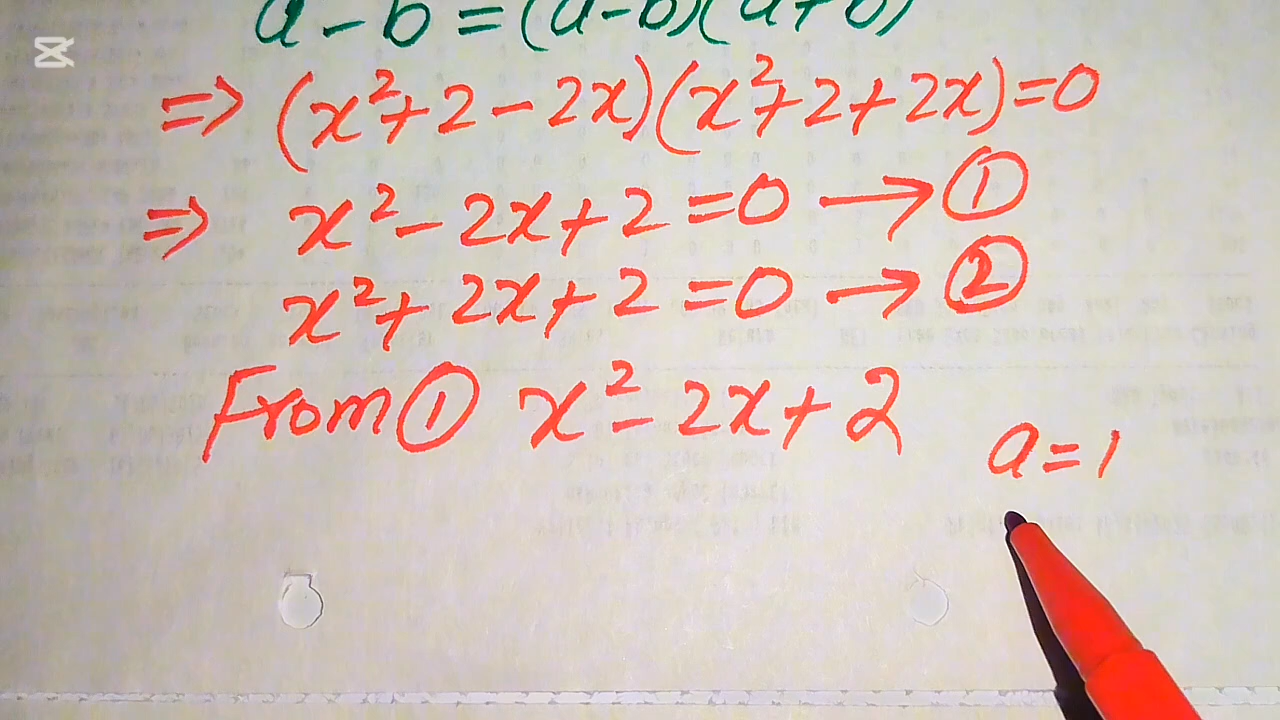 a - b = (a-b)(a+b)
=> (x²+2-2x)(x²+2+2x)=0
=> x²-2x+2=0 → ①
x²+2x+2=0 → ②
From ① x²-2x+2
a=1